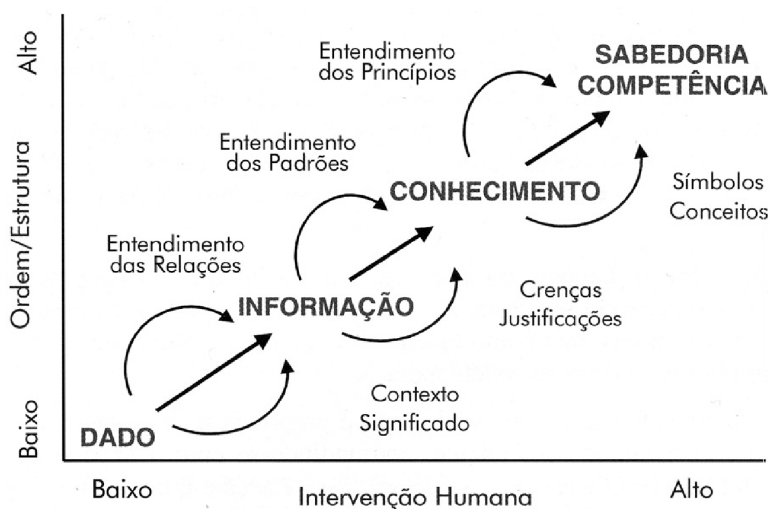 Alto
Ordem/Estrutura
Baixo
Entendimento
dos Princípios
SABEDORIA
COMPETÊNCIA
Entendimento
dos Padrões
CONHECIMENTO
Símbolos
Conceitos
Entendimento
das Relações
INFORMAÇÃO
Crenças
Justificações
Contexto
Significado
DADO
Baixo
Intervenção Humana
Alto